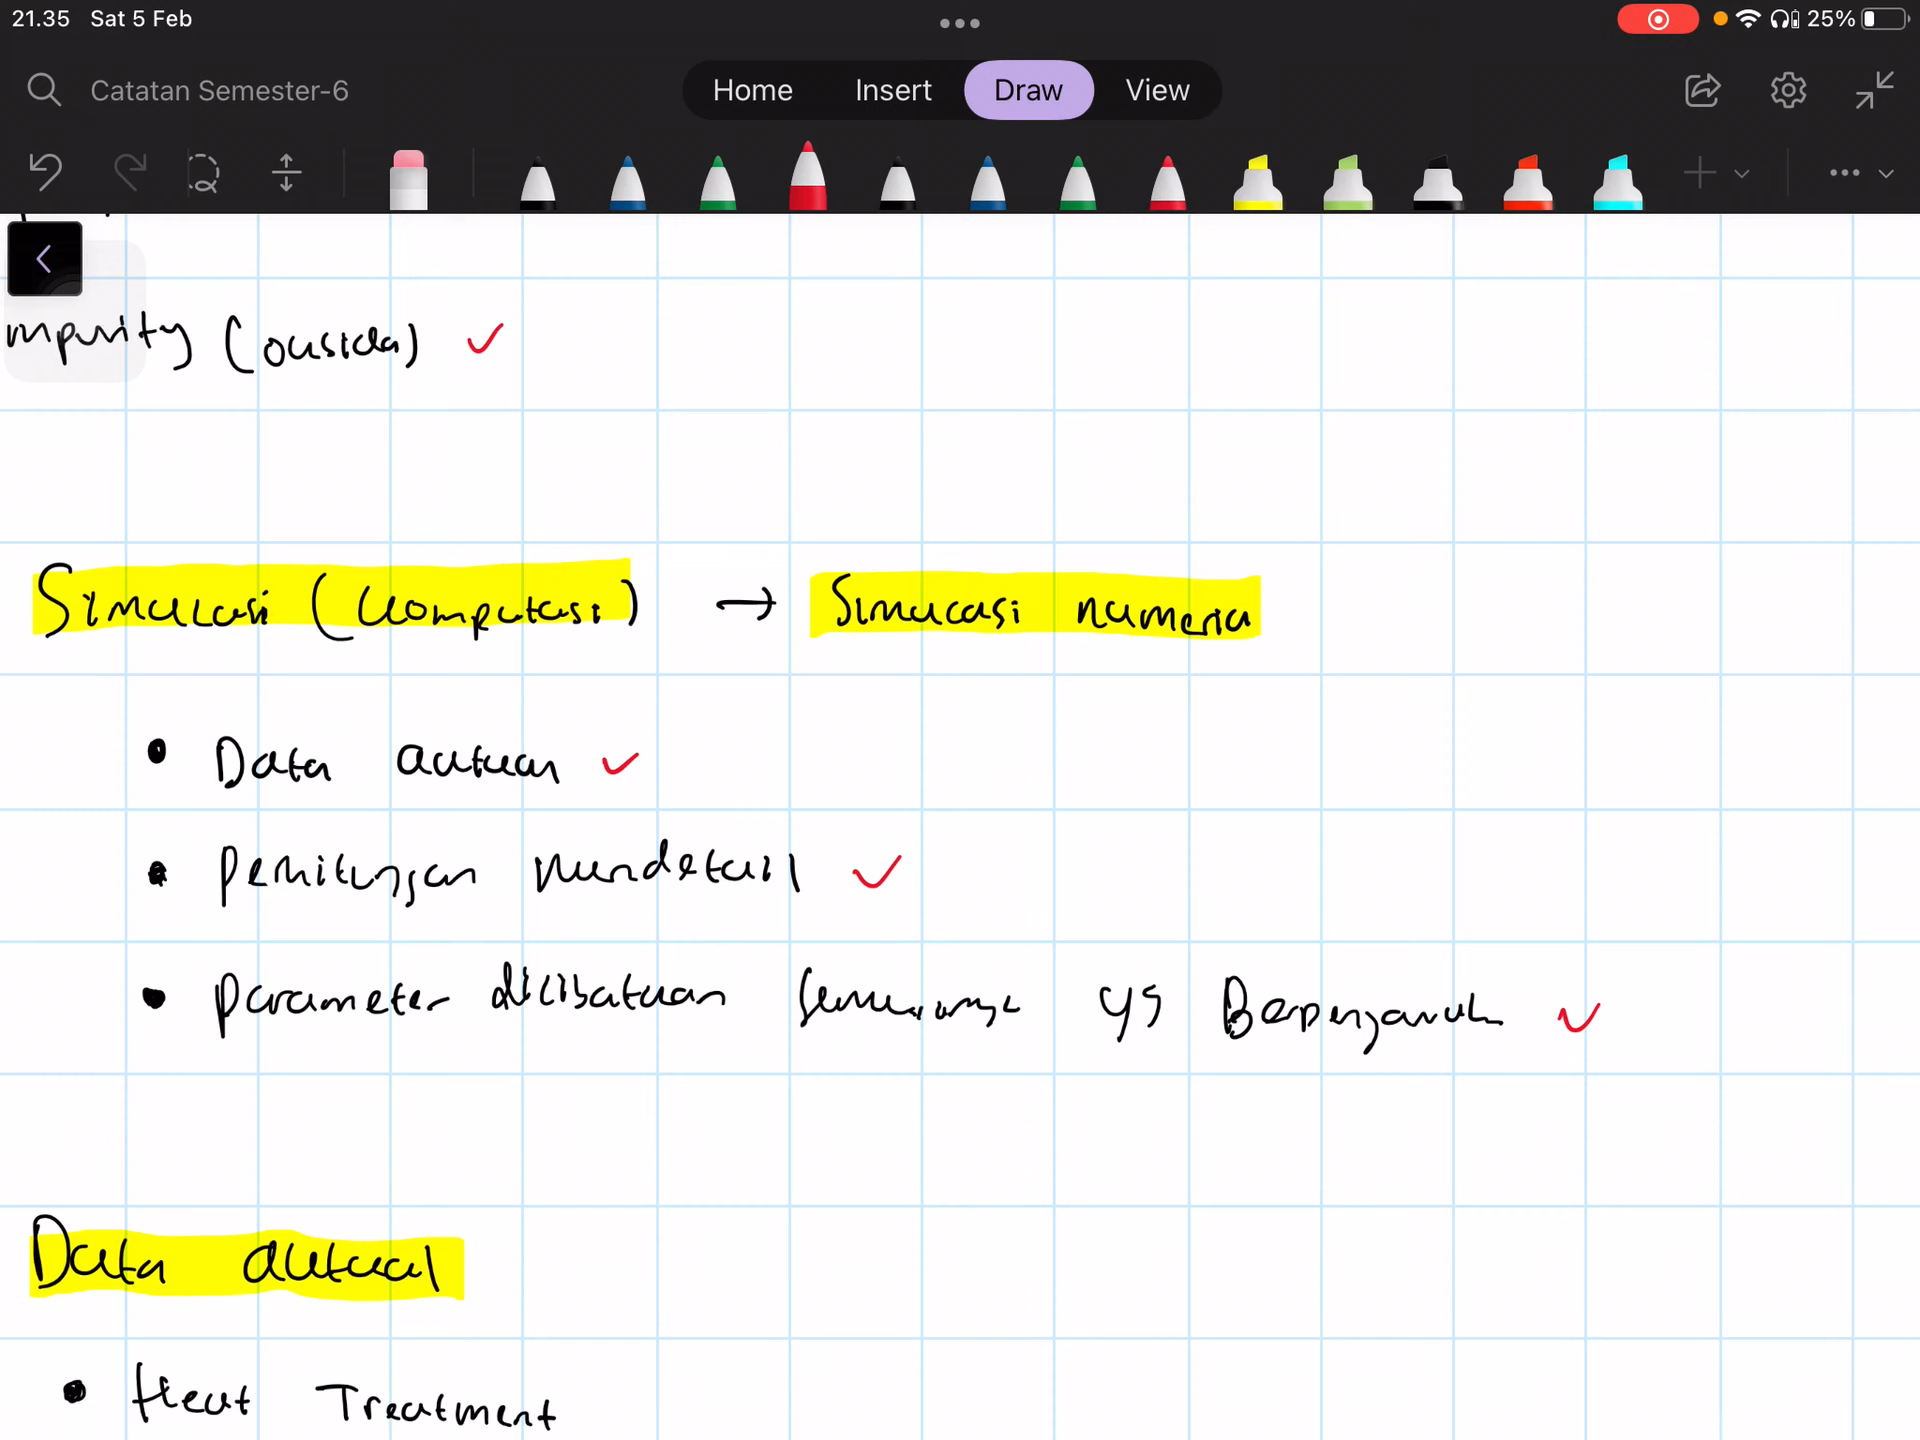 21.35 Sat 5 Feb 25%
Catatan Semester-6 Home Insert Draw View
mpurity (oksida)
Simulasi (Komputasi) → Simulasi numerik
• Data aktual
• Perhitungan mendetail
• Parameter dilibatkan semuanya yg Berpengaruh
Data aktual
• Heat Treatment